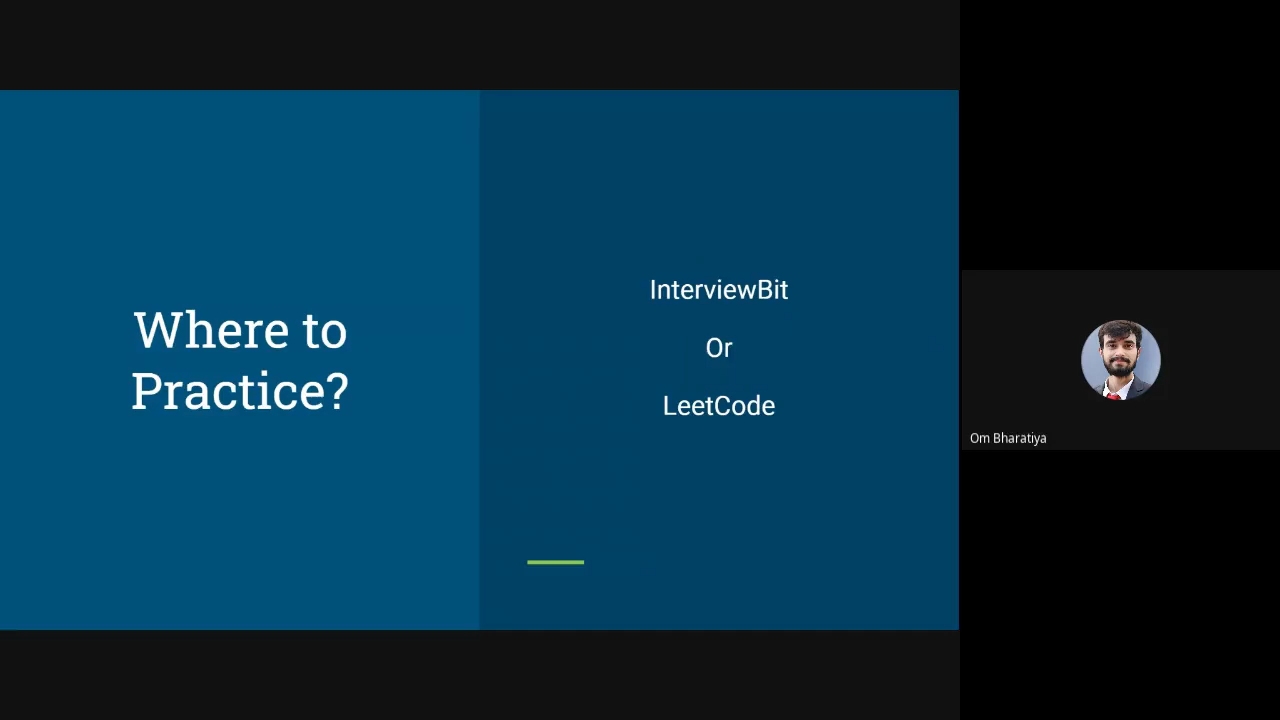 Where to
Practice?
InterviewBit
Or
LeetCode
Om Bharatiya